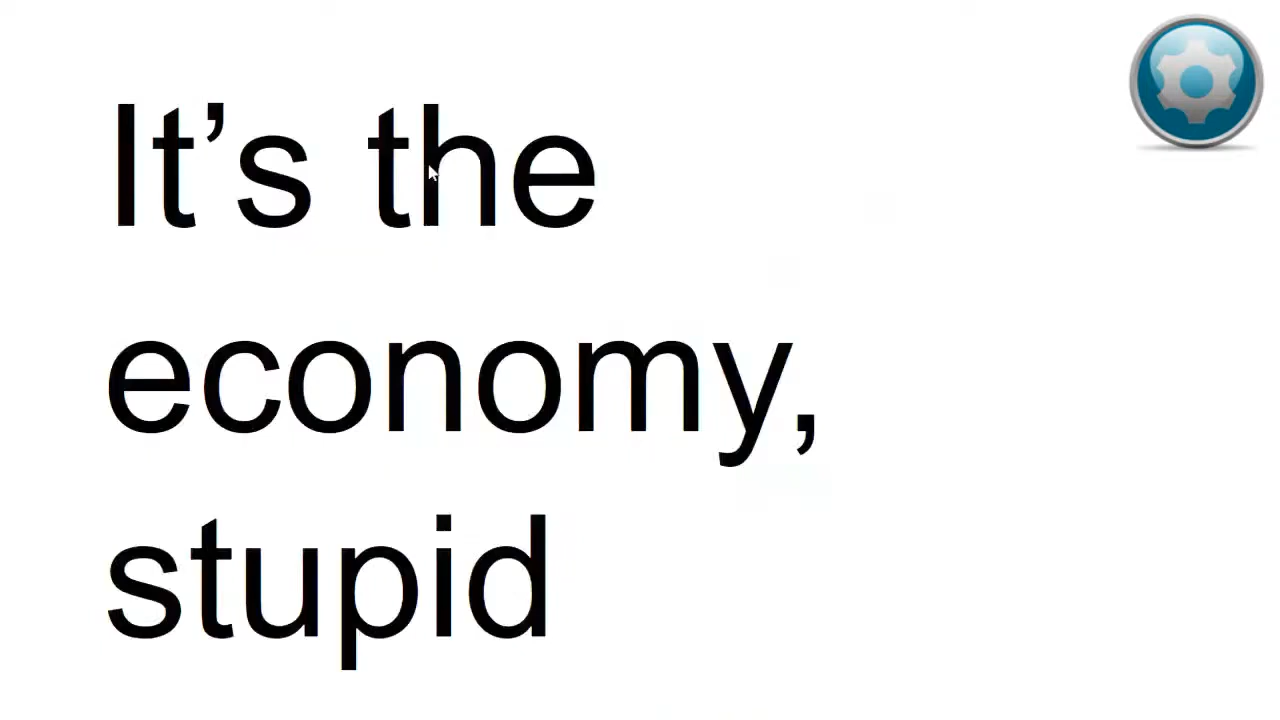 It’s the
economy,
stupid